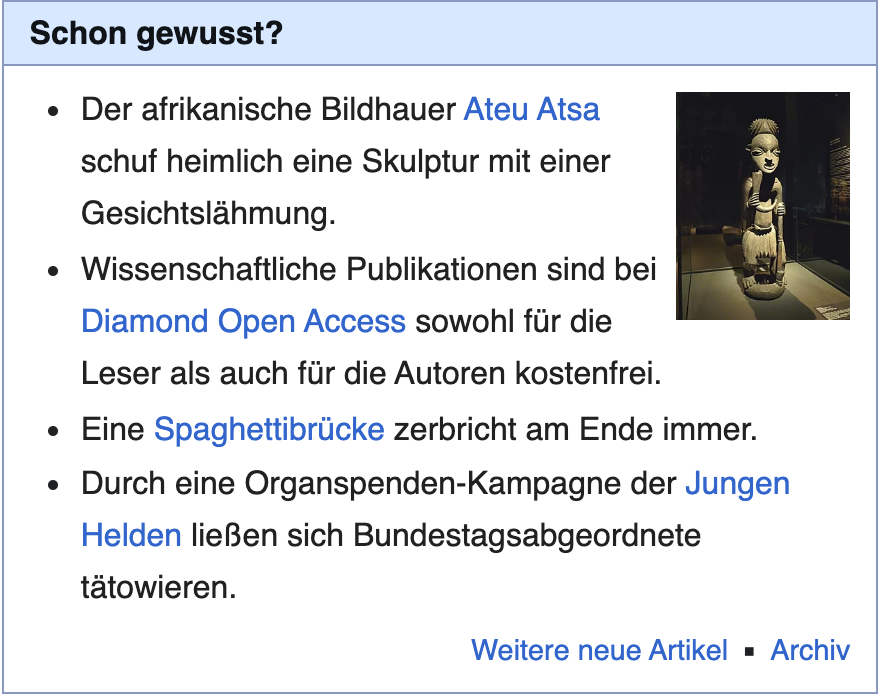 Schon gewusst?
• Der afrikanische Bildhauer Ateu Atsa
schuf heimlich eine Skulptur mit einer
Gesichtslähmung.
• Wissenschaftliche Publikationen sind bei
Diamond Open Access sowohl für die
Leser als auch für die Autoren kostenfrei.
• Eine Spaghettibrücke zerbricht am Ende immer.
• Durch eine Organspenden-Kampagne der Jungen
Helden ließen sich Bundestagsabgeordnete
tätowieren.
Weitere neue Artikel ▪ Archiv